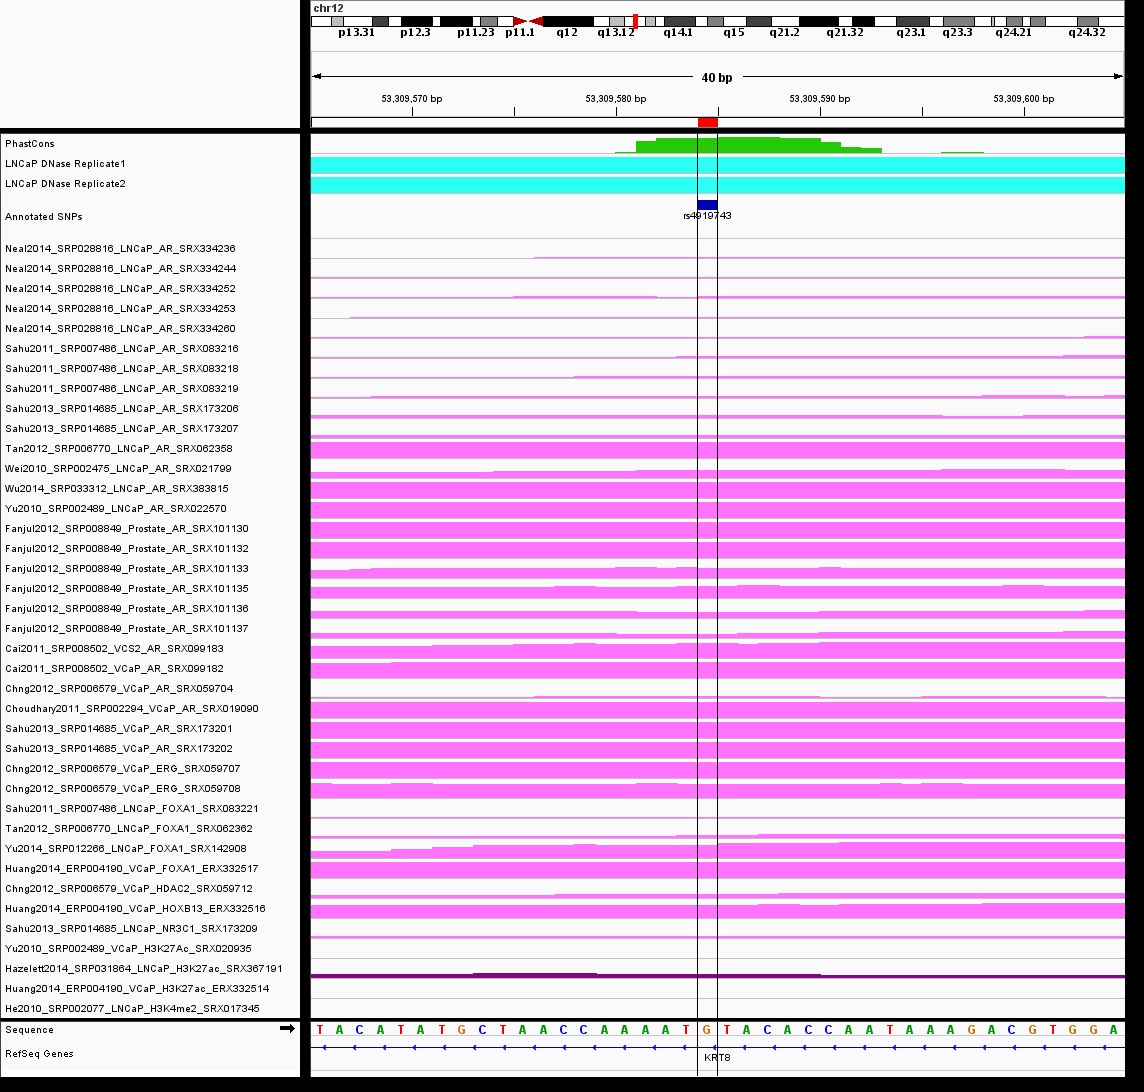 chr12
p13.31 p12.3 p11.23 p11.1 q12 q13.12 q14.1 q15 q21.2 q21.32 q23.1 q23.3 q24.21 q24.32
40 bp
53,309,570 bp 53,309,580 bp 53,309,590 bp 53,309,600 bp
PhastCons
LNCaP DNase Replicate1
LNCaP DNase Replicate2
Annotated SNPs
rs4919743
Neal2014_SRP028816_LNCaP_AR_SRX334236
Neal2014_SRP028816_LNCaP_AR_SRX334244
Neal2014_SRP028816_LNCaP_AR_SRX334252
Neal2014_SRP028816_LNCaP_AR_SRX334253
Neal2014_SRP028816_LNCaP_AR_SRX334260
Sahu2011_SRP007486_LNCaP_AR_SRX083216
Sahu2011_SRP007486_LNCaP_AR_SRX083218
Sahu2011_SRP007486_LNCaP_AR_SRX083219
Sahu2013_SRP014685_LNCaP_AR_SRX173206
Sahu2013_SRP014685_LNCaP_AR_SRX173207
Tan2012_SRP006770_LNCaP_AR_SRX062358
Wei2010_SRP002475_LNCaP_AR_SRX021799
Wu2014_SRP033312_LNCaP_AR_SRX383815
Yu2010_SRP002489_LNCaP_AR_SRX022570
Fanjul2012_SRP008849_Prostate_AR_SRX101130
Fanjul2012_SRP008849_Prostate_AR_SRX101132
Fanjul2012_SRP008849_Prostate_AR_SRX101133
Fanjul2012_SRP008849_Prostate_AR_SRX101135
Fanjul2012_SRP008849_Prostate_AR_SRX101136
Fanjul2012_SRP008849_Prostate_AR_SRX101137
Cai2011_SRP008502_VCS2_AR_SRX099183
Cai2011_SRP008502_VCaP_AR_SRX099182
Chng2012_SRP006579_VCaP_AR_SRX059704
Choudhary2011_SRP002294_VCaP_AR_SRX019090
Sahu2013_SRP014685_VCaP_AR_SRX173201
Sahu2013_SRP014685_VCaP_AR_SRX173202
Chng2012_SRP006579_VCaP_ERG_SRX059707
Chng2012_SRP006579_VCaP_ERG_SRX059708
Sahu2011_SRP007486_LNCaP_FOXA1_SRX083221
Tan2012_SRP006770_LNCaP_FOXA1_SRX062362
Yu2014_SRP012266_LNCaP_FOXA1_SRX142908
Huang2014_ERP004190_VCaP_FOXA1_ERX332517
Chng2012_SRP006579_VCaP_HDAC2_SRX059712
Huang2014_ERP004190_VCaP_HOXB13_ERX332516
Sahu2013_SRP014685_LNCaP_NR3C1_SRX173209
Yu2010_SRP002489_VCaP_H3K27Ac_SRX020935
Hazelett2014_SRP031864_LNCaP_H3K27ac_SRX367191
Huang2014_ERP004190_VCaP_H3K27ac_ERX332514
He2010_SRP002077_LNCaP_H3K4me2_SRX017345
Sequence T A C A T A T G C T A A C C A A A A T G T A C A C C A A T A A A G A C G T G G A
RefSeq Genes
KRT8